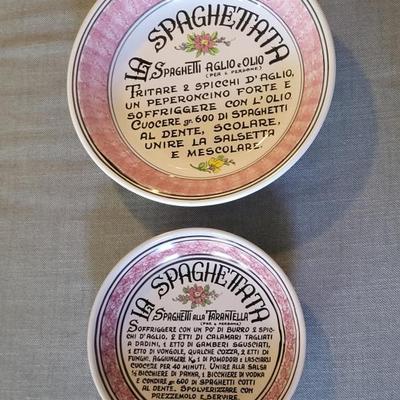 LA SPAGHETTATA
SPAGHETTI AGLIO e OLIO
(PER 6 PERSONE)
TRITARE 2 SPICCHI D'AGLIO,
UN PEPERONCINO FORTE E
SOFFRIGGERE CON L'OLIO.
CUOCERE gr. 600 DI SPAGHETTI
AL DENTE, SCOLARE,
UNIRE LA SALSETTA
E MESCOLARE
LA SPAGHETTATA
SPAGHETTI ALLA TARANTELLA
(PER 6 PERSONE)
SOFFRIGGERE CON UN PO' DI BURRO 2 SPIC-
CHI D'AGLIO, 2 ETTI DI CALAMARI TAGLIATI
A DADINI, 1 ETTO DI GAMBERI SGUSCIATI,
1 ETTO DI VONGOLE, QUALCHE COZZA, 2 ETTI DI
FUNGHI, AGGIUNGERE Kg 1 DI POMODORI E LASCIARE
CUOCERE PER 40 MINUTI. UNIRE ALLA SALSA
½ BICCHIERE DI PANNA, 1 BICCHIERE DI VODKA
E CONDIRE gr. 600 DI SPAGHETTI COTTI
AL DENTE. SPOLVERIZZARE CON
PREZZEMOLO E SERVIRE.